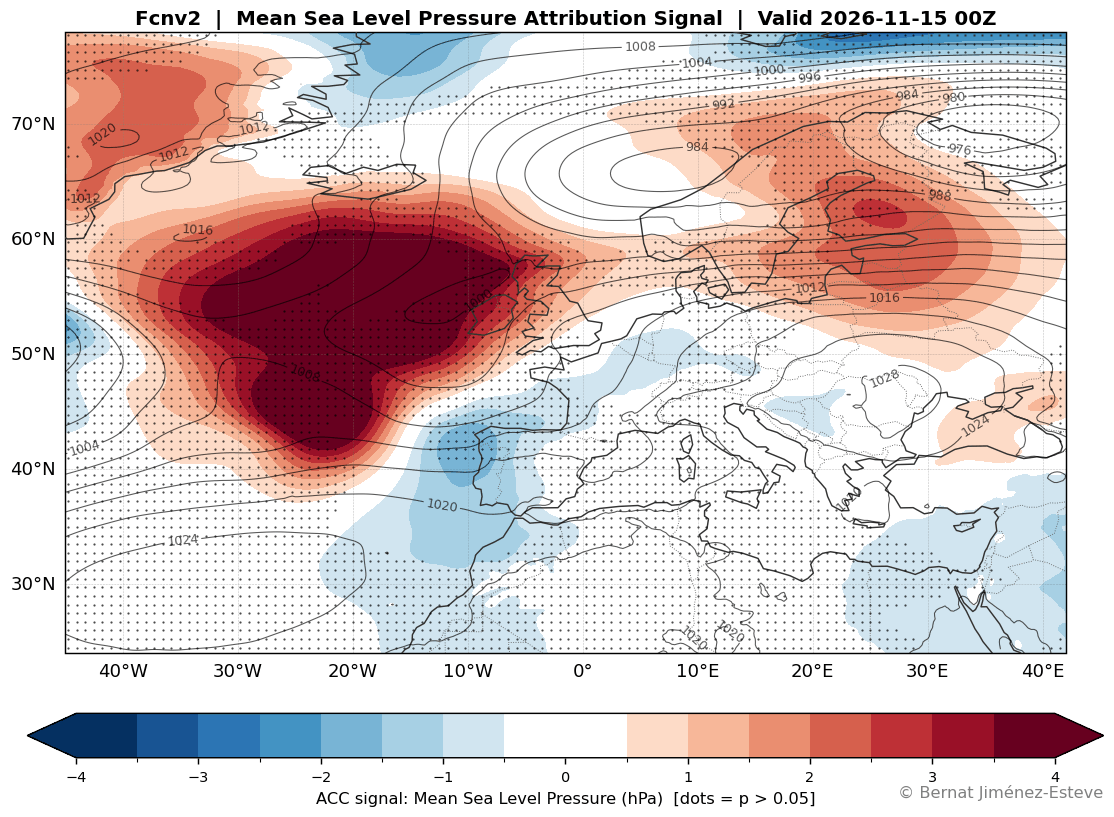 Fcnv2 | Mean Sea Level Pressure Attribution Signal | Valid 2026-11-15 00Z
1008
1004
1000
996
992
984
980
984
976
988
1020
1012
1012
1012
1016
1000
1008
1012
1016
1028
1024
1004
1020
1024
1020
1020
70°N
60°N
50°N
40°N
30°N
40°W 30°W 20°W 10°W 0° 10°E 20°E 30°E 40°E
−4 −3 −2 −1 0 1 2 3 4
ACC signal: Mean Sea Level Pressure (hPa) [dots = p > 0.05]
© Bernat Jiménez-Esteve